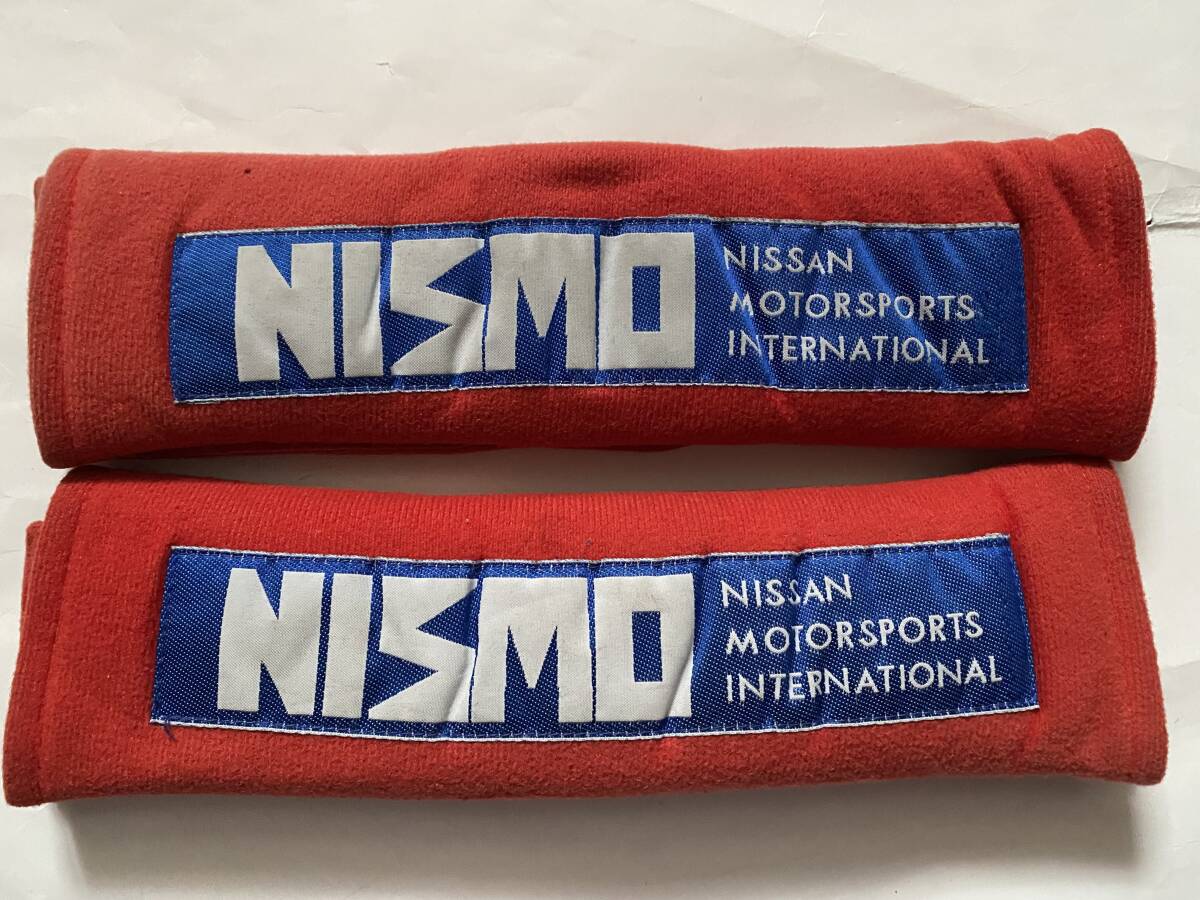 NISMO
NISSAN
MOTORSPORTS
INTERNATIONAL
NISMO
NISSAN
MOTORSPORTS
INTERNATIONAL